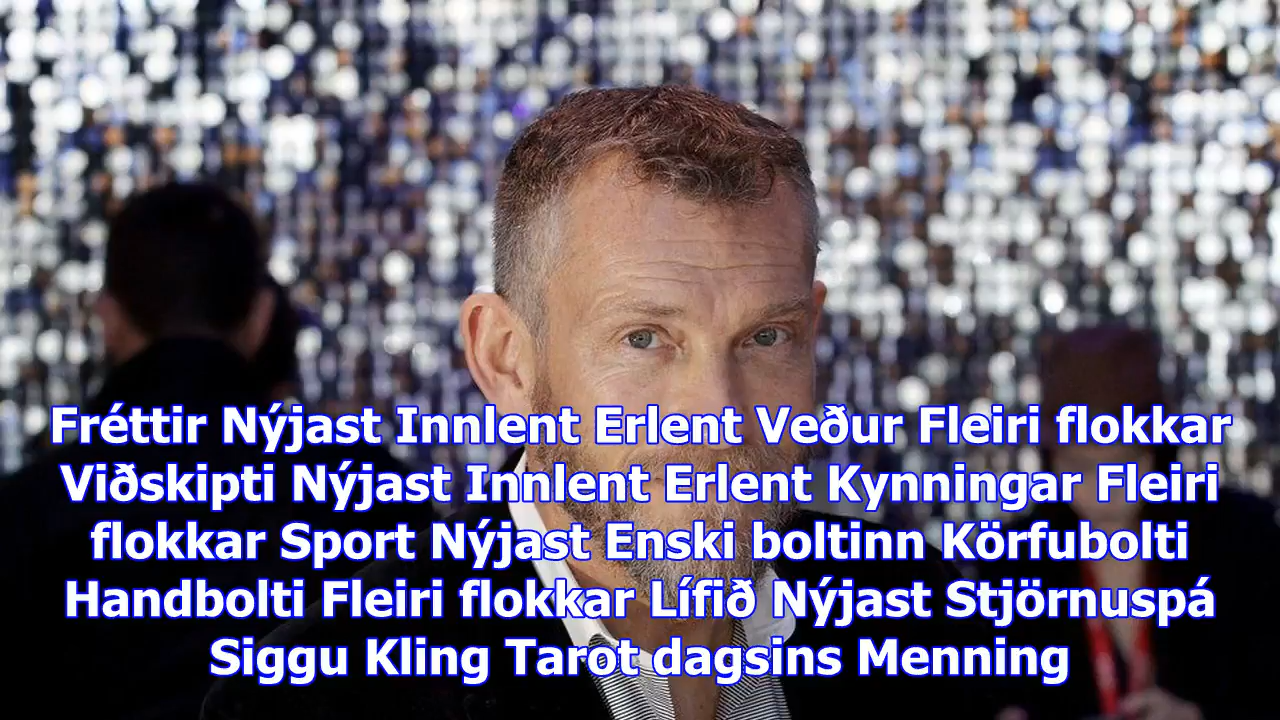 Fréttir Nýjast Innlent Erlent Veður Fleiri flokkar
Viðskipti Nýjast Innlent Erlent Kynningar Fleiri
flokkar Sport Nýjast Enski boltinn Körfubolti
Handbolti Fleiri flokkar Lífið Nýjast Stjörnuspá
Siggu Kling Tarot dagsins Menning